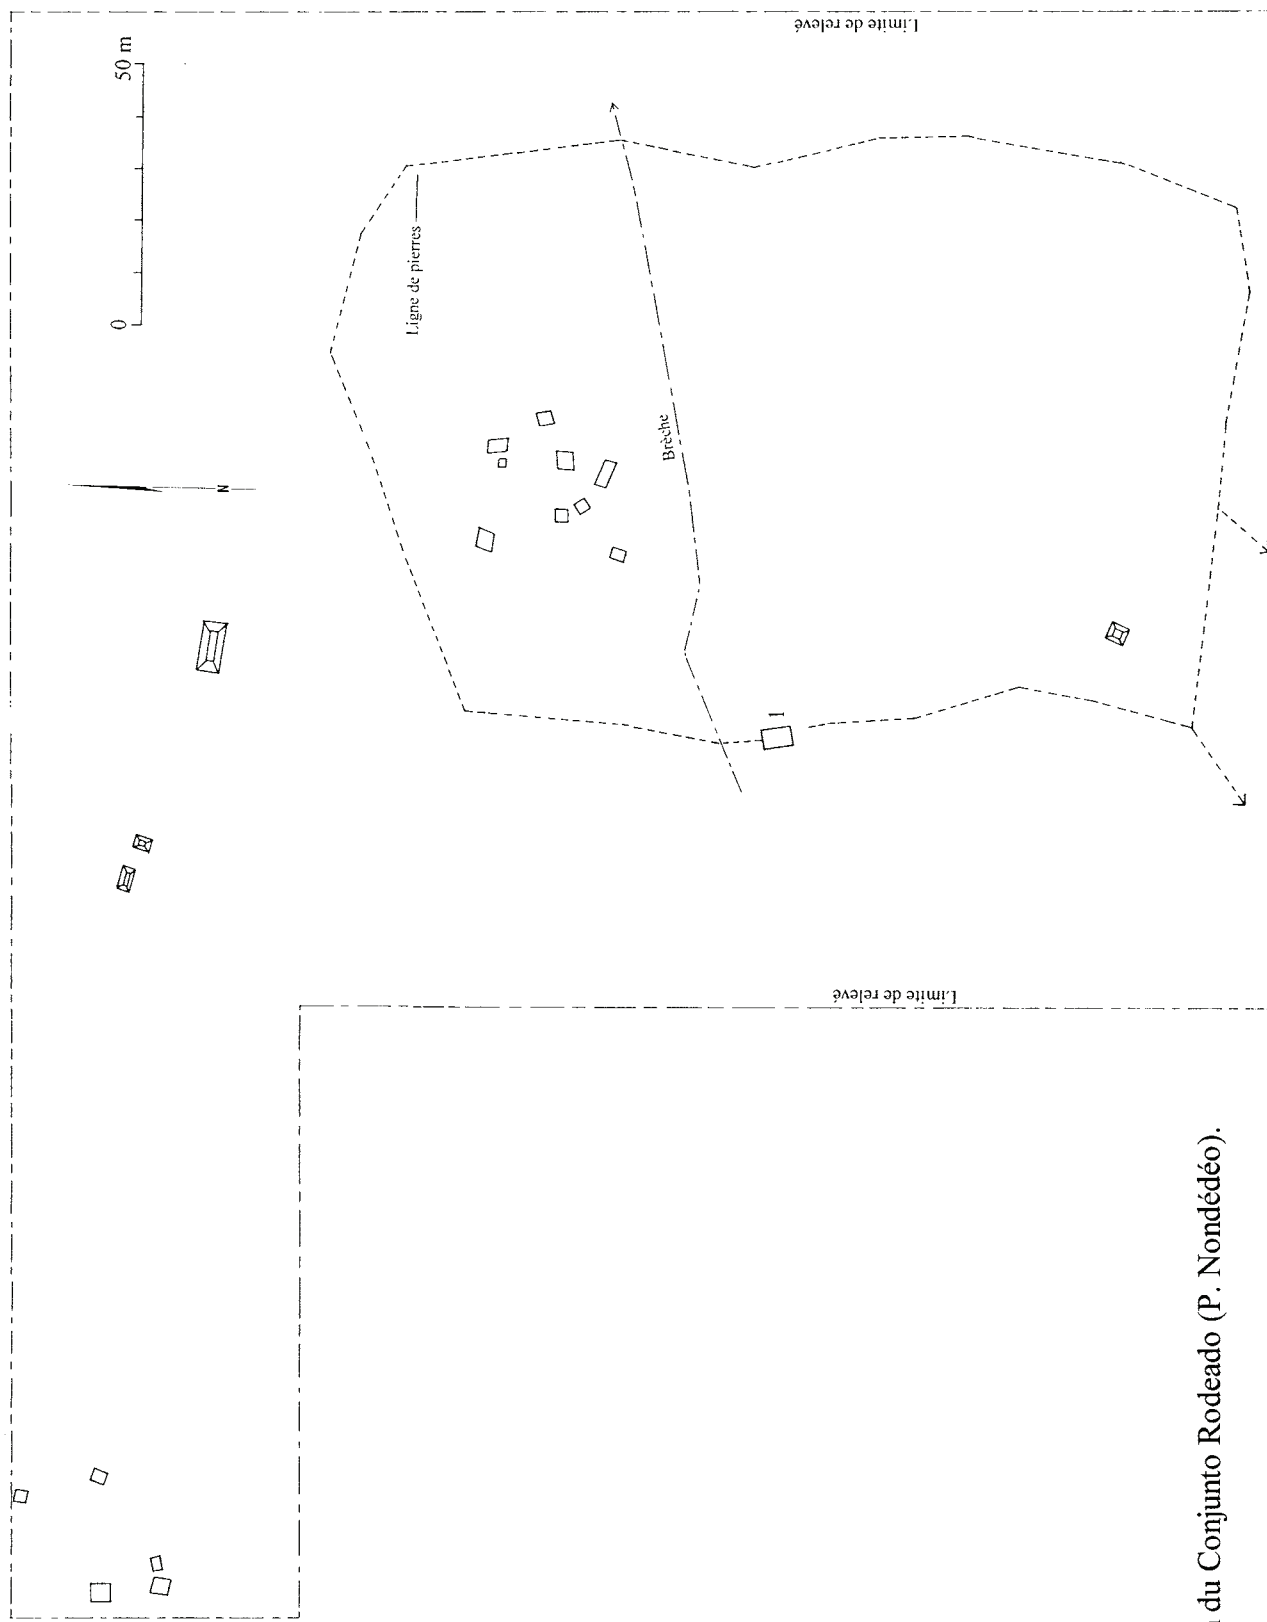 Limite de relevé
0
50 m
Ligne de pierres
N
Brèche
1
Limite de relevé
du Conjunto Rodeado (P. Nondédéo).